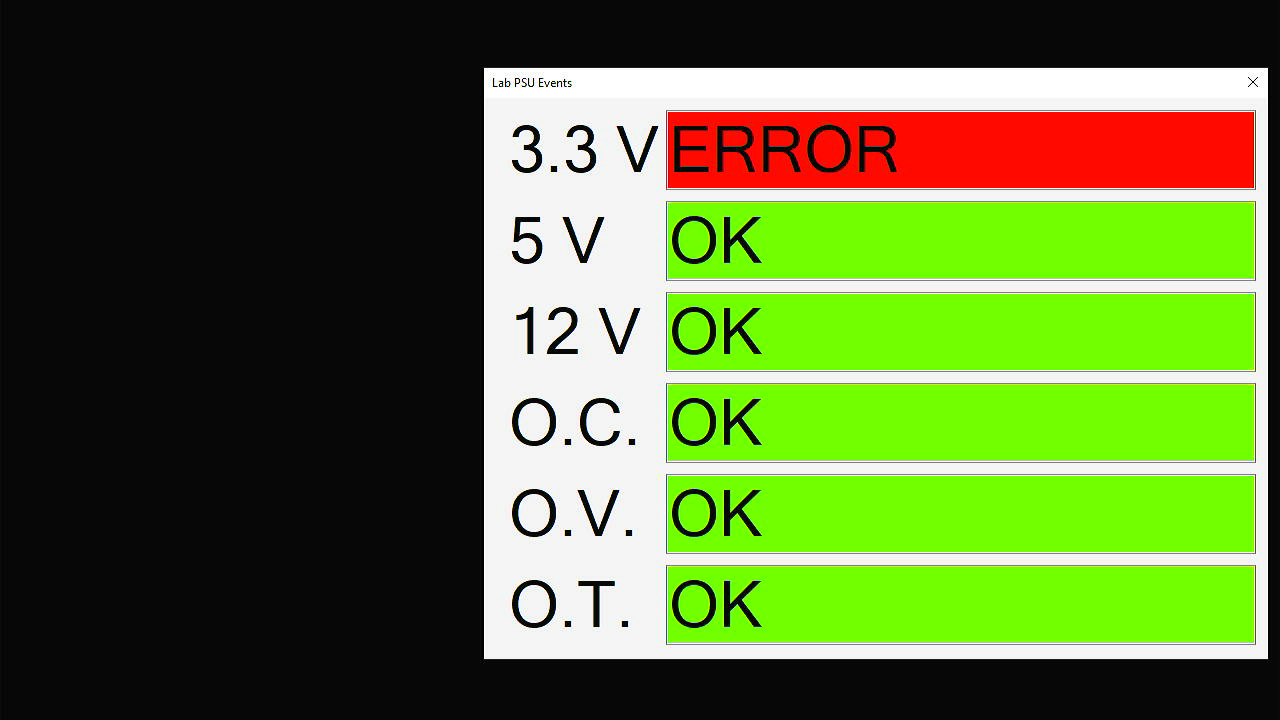 Lab PSU Events
3.3 V ERROR
5 V OK
12 V OK
O.C. OK
O.V. OK
O.T. OK